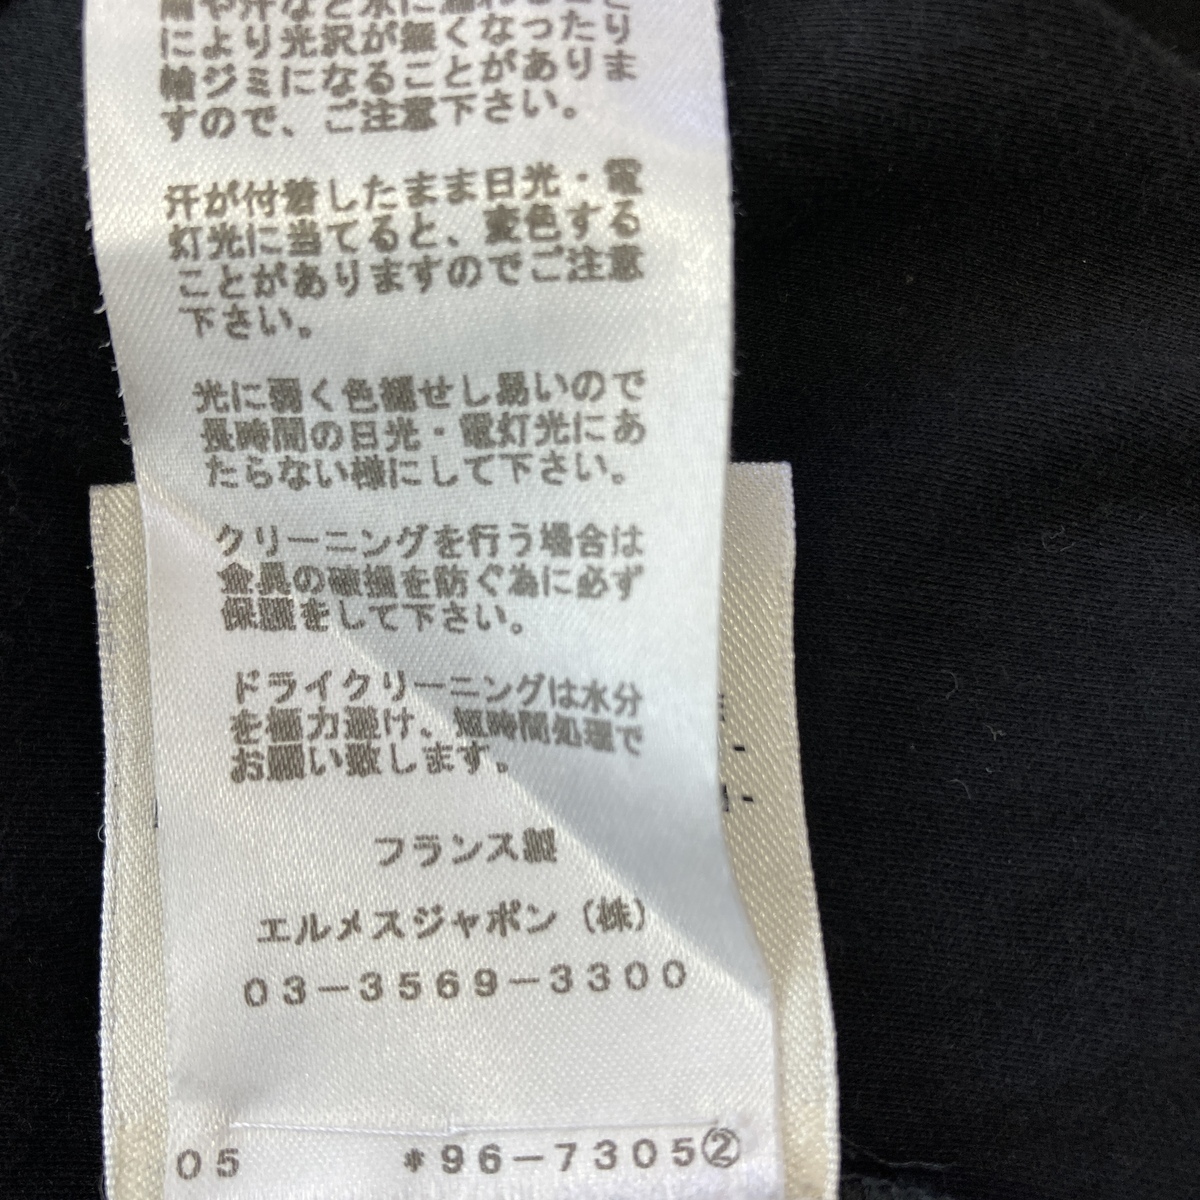 により光沢が無くなったり
輪ジミになることがありま
すので、ご注意下さい。
汗が付着したまま日光・電
灯光に当てると、変色する
ことがありますのでご注意
下さい。
光に弱く色褪せし易いので
長時間の日光・電灯光にあ
たらない様にして下さい。
クリーニングを行う場合は
金具の破損を防ぐ為に必ず
保護をして下さい。
ドライクリーニングは水分
を極力避け、短時間処理で
お願い致します。
フランス製
エルメスジャポン（株）
03-3569-3300
05 *96-7305②